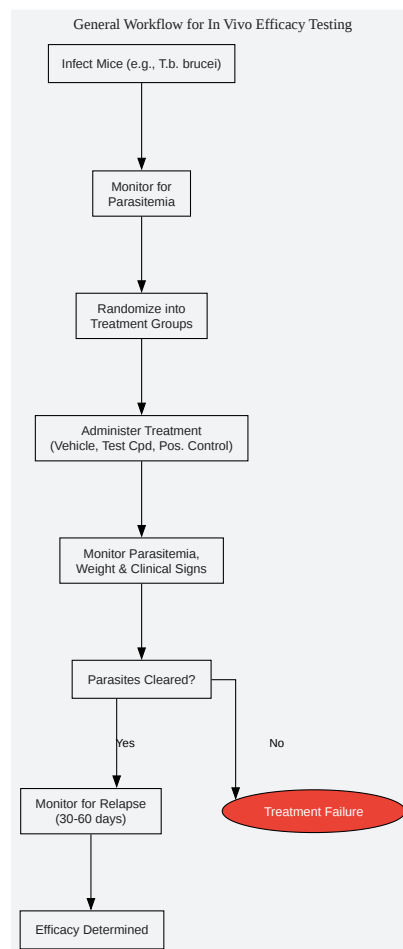 General Workflow for In Vivo Efficacy Testing
Infect Mice (e.g., T.b. brucei)
Monitor for
Parasitemia
Randomize into
Treatment Groups
Administer Treatment
(Vehicle, Test Cpd, Pos. Control)
Monitor Parasitemia,
Weight & Clinical Signs
Parasites Cleared?
Yes
No
Monitor for Relapse
(30-60 days)
Treatment Failure
Efficacy Determined